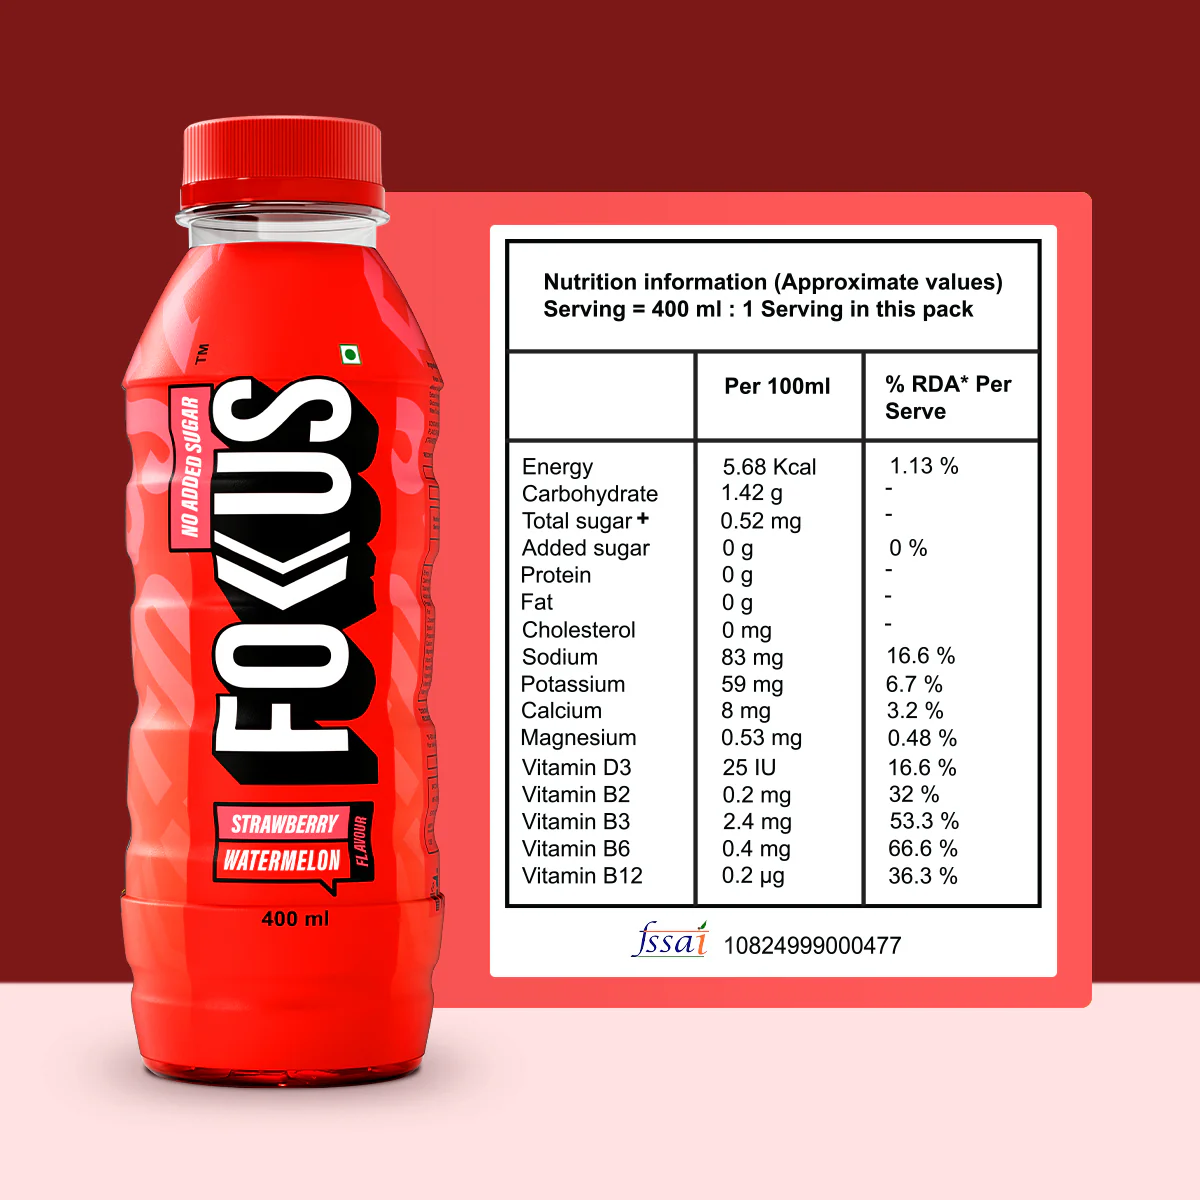 NO ADDED SUGAR
FOKUS
TM
STRAWBERRY
WATERMELON
FLAVOUR
400 ml
Nutrition information (Approximate values)
Serving = 400 ml : 1 Serving in this pack
Per 100ml % RDA* Per
Serve
Energy 5.68 Kcal 1.13 %
Carbohydrate 1.42 g -
Total sugar+ 0.52 mg -
Added sugar 0 g 0 %
Protein 0 g -
Fat 0 g -
Cholesterol 0 mg -
Sodium 83 mg 16.6 %
Potassium 59 mg 6.7 %
Calcium 8 mg 3.2 %
Magnesium 0.53 mg 0.48 %
Vitamin D3 25 IU 16.6 %
Vitamin B2 0.2 mg 32 %
Vitamin B3 2.4 mg 53.3 %
Vitamin B6 0.4 mg 66.6 %
Vitamin B12 0.2 µg 36.3 %
fssai 10824999000477